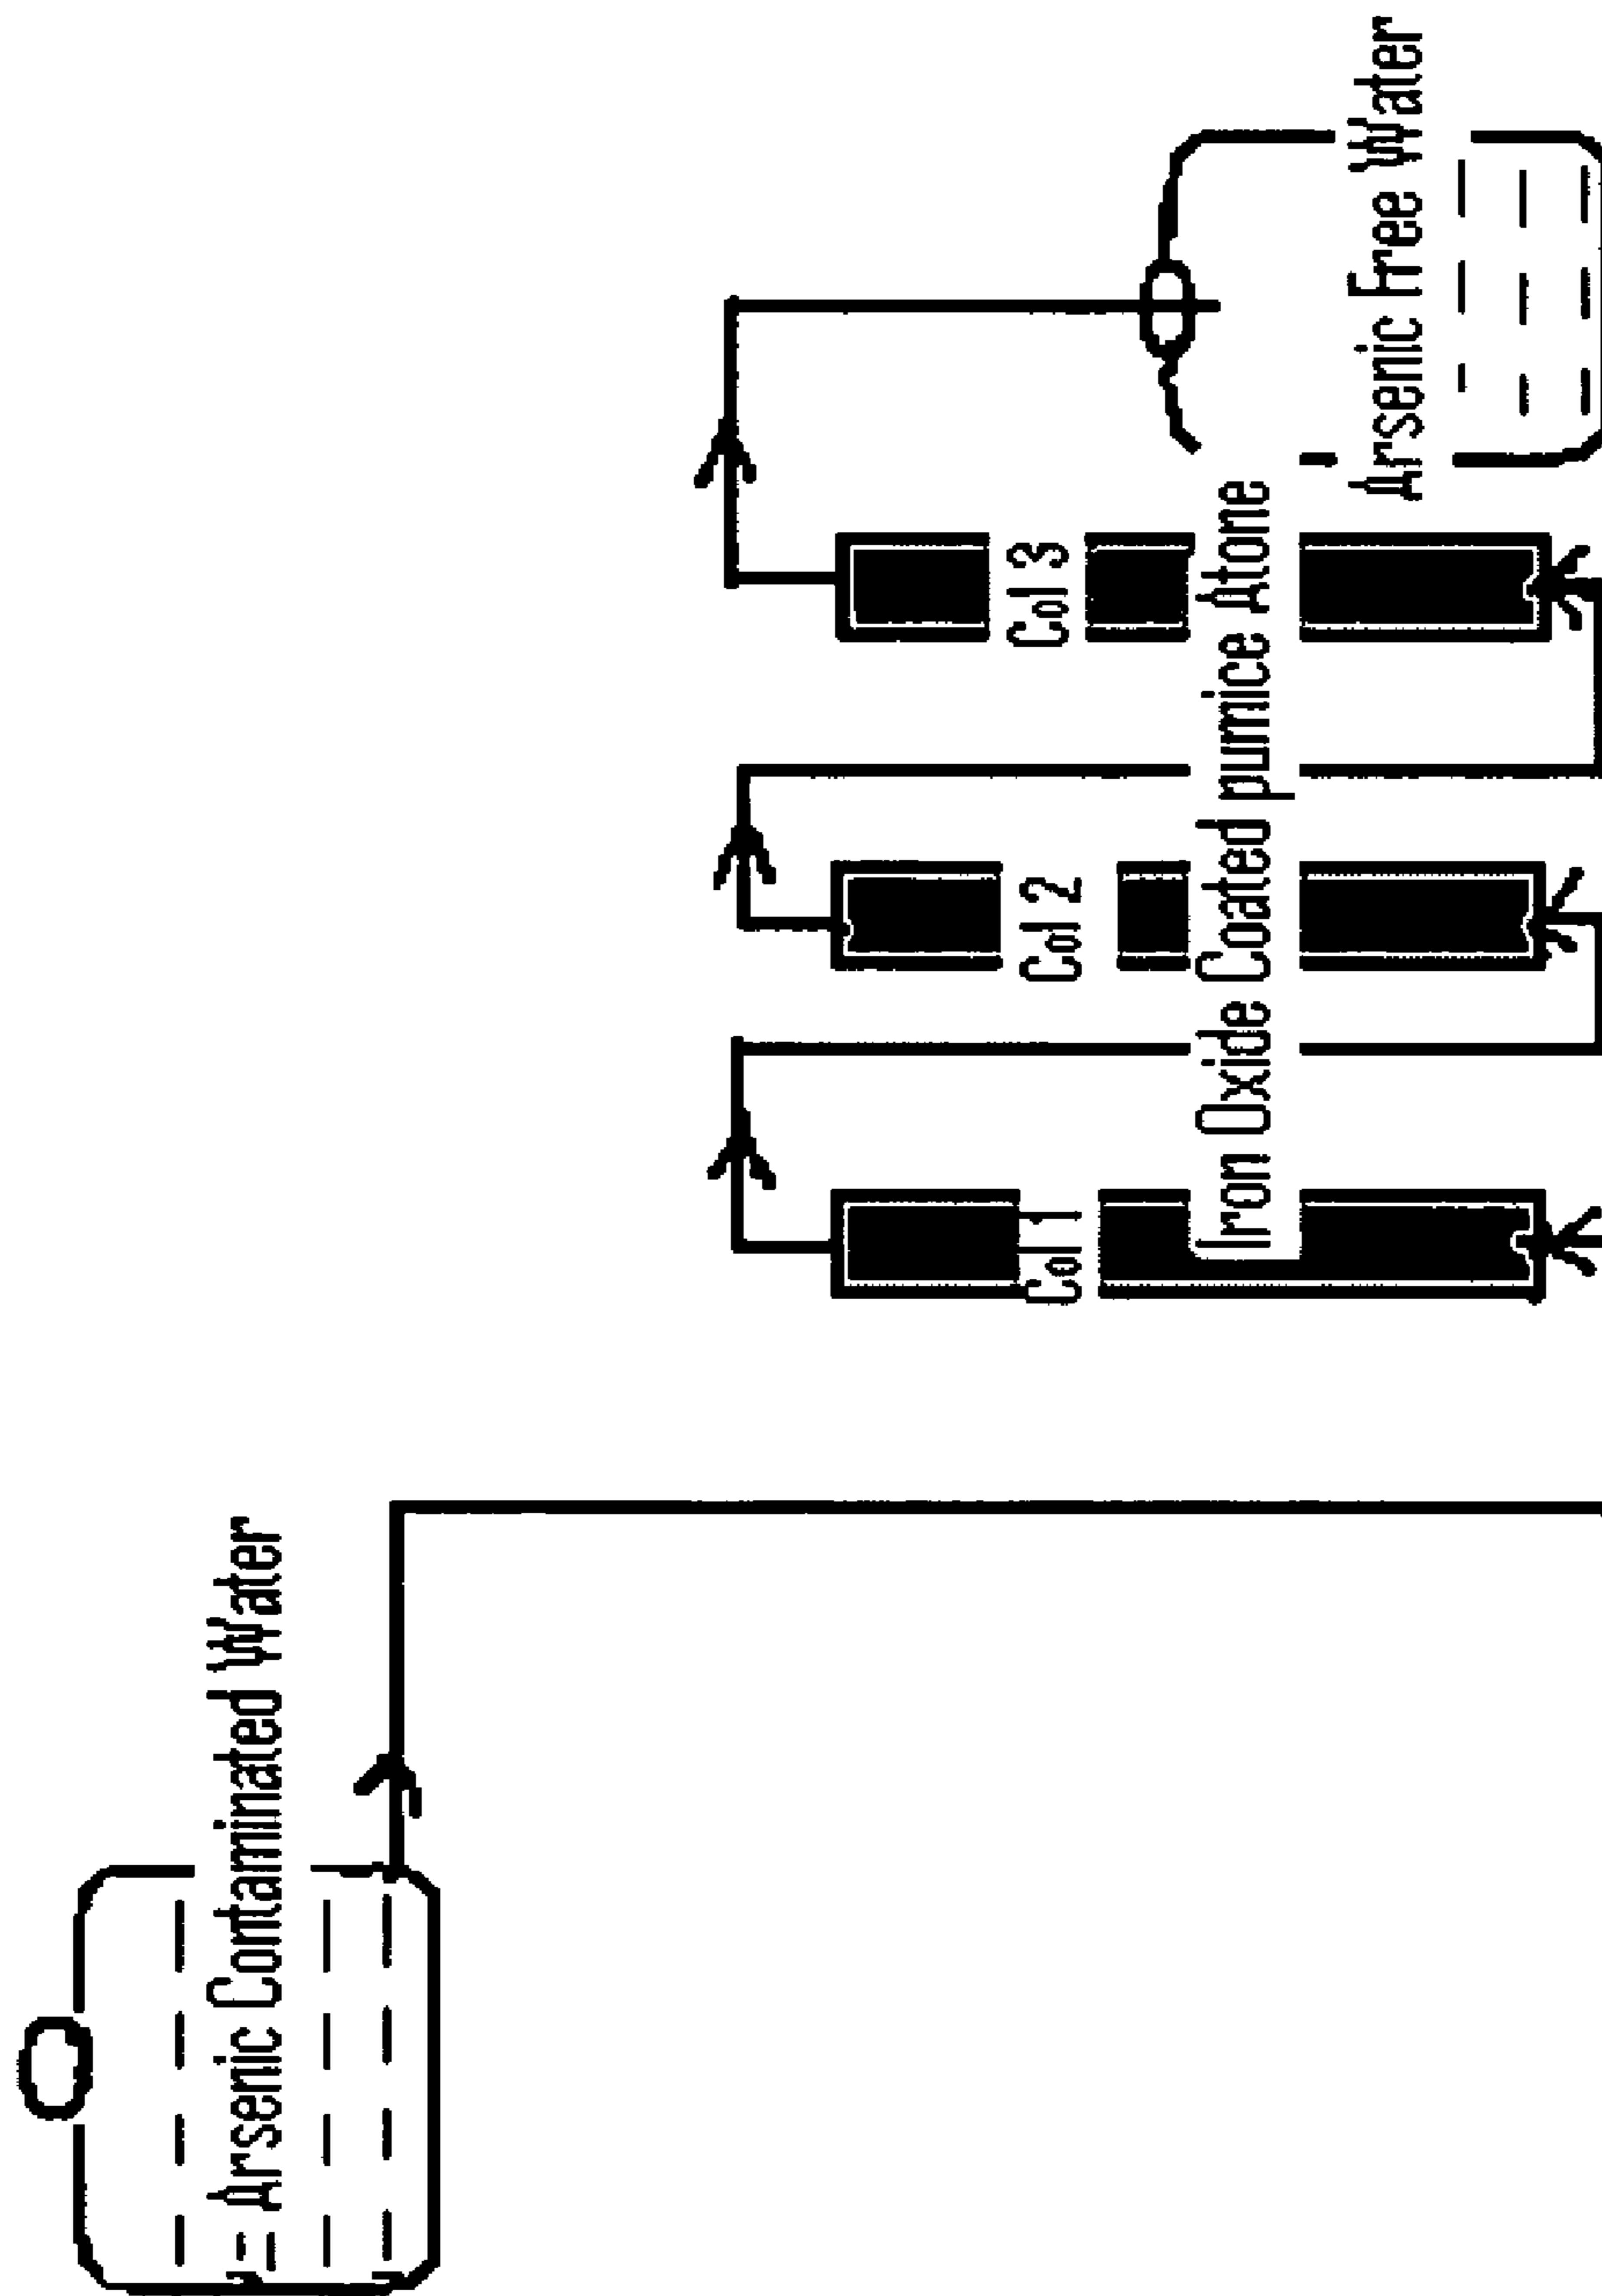 Arsenic Contaminated Water
Col 1
Col 2
Col 3
Iron Oxide Coated pumice Atone
Arsenic Free Water